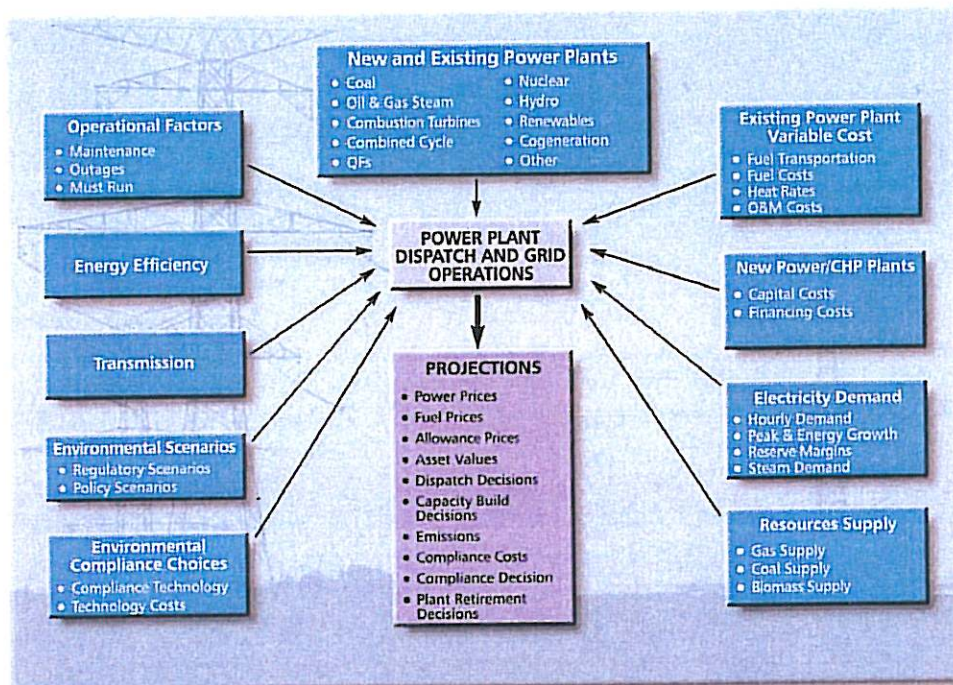 New and Existing Power Plants
• Coal
• Oil & Gas Steam
• Combustion Turbines
• Combined Cycle
• QFs
• Nuclear
• Hydro
• Renewables
• Cogeneration
• Other
Operational Factors
• Maintenance
• Outages
• Must Run
Energy Efficiency
Transmission
Environmental Scenarios
• Regulatory Scenarios
• Policy Scenarios
Environmental
Compliance Choices
• Compliance Technology
• Technology Costs
POWER PLANT
DISPATCH AND GRID
OPERATIONS
PROJECTIONS
• Power Prices
• Fuel Prices
• Allowance Prices
• Asset Values
• Dispatch Decisions
• Capacity Build
Decisions
• Emissions
• Compliance Costs
• Compliance Decision
• Plant Retirement
Decisions
Existing Power Plant
Variable Cost
• Fuel Transportation
• Fuel Costs
• Heat Rates
• O&M Costs
New Power/CHP Plants
• Capital Costs
• Financing Costs
Electricity Demand
• Hourly Demand
• Peak & Energy Growth
• Reserve Margins
• Steam Demand
Resources Supply
• Gas Supply
• Coal Supply
• Biomass Supply